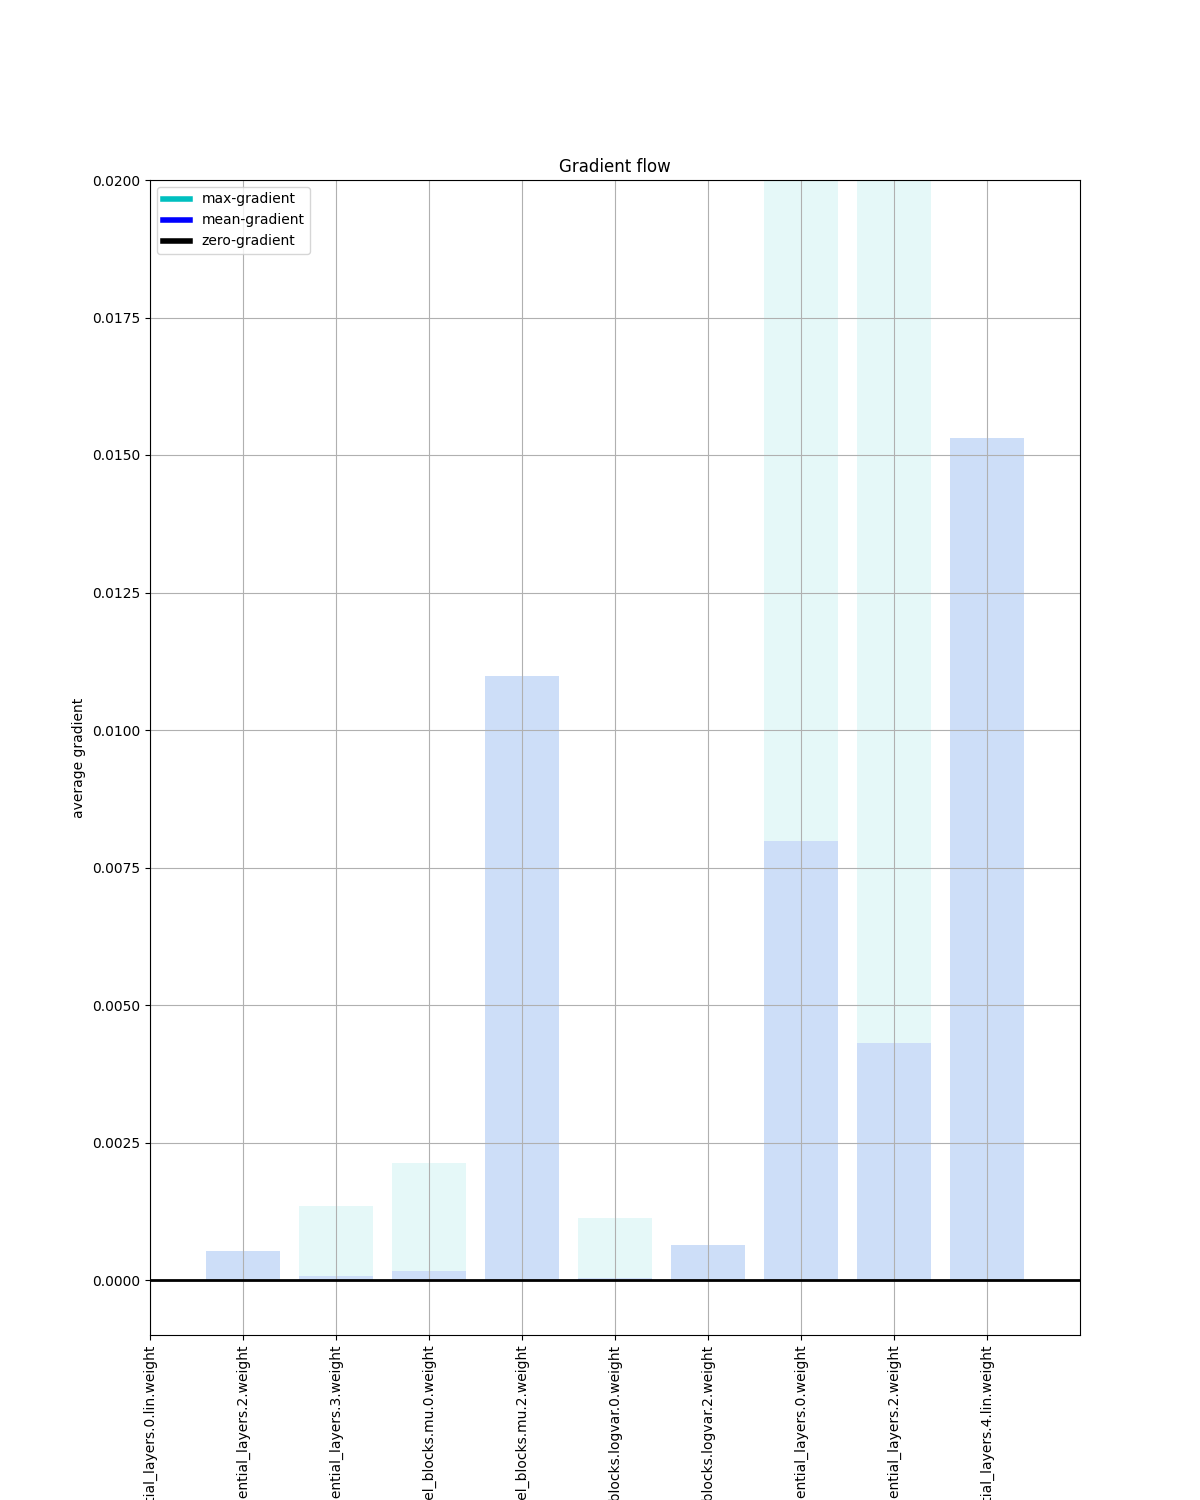 Gradient flow
max-gradient
mean-gradient
zero-gradient
0.0200
0.0175
0.0150
0.0125
0.0100
0.0075
0.0050
0.0025
0.0000
average gradient
tial_layers.0.lin.weight
ential_layers.2.weight
ential_layers.3.weight
el_blocks.mu.0.weight
el_blocks.mu.2.weight
blocks.logvar.0.weight
blocks.logvar.2.weight
ential_layers.0.weight
ential_layers.2.weight
tial_layers.4.lin.weight